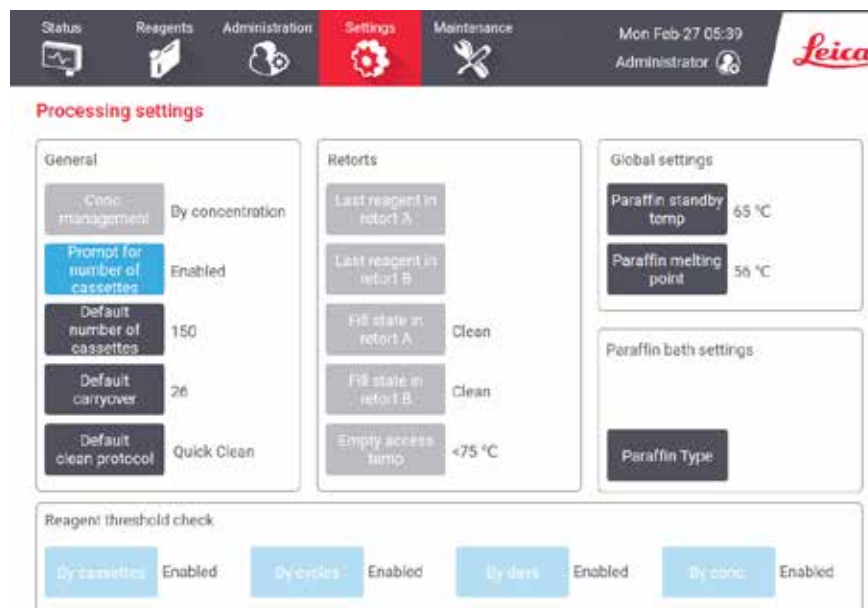 Status Reagents Administration Settings Maintenance
Mon Feb-27 05:39
Administrator
Leica
Processing settings
General
Conc
management
By concentration
Prompt for
number of
cassettes
Enabled
Default
number of
cassettes
150
Default
carryover
26
Default
clean protocol
Quick Clean
Retorts
Last reagent in
retort A
Last reagent in
retort B
Fill state in
retort A
Clean
Fill state in
retort B
Clean
Empty access
temp
<75 °C
Global settings
Paraffin standby
temp
65 °C
Paraffin melting
point
56 °C
Paraffin bath settings
Paraffin Type
Reagent threshold check
By cassettes Enabled
By cycles Enabled
By days Enabled
By conc Enabled